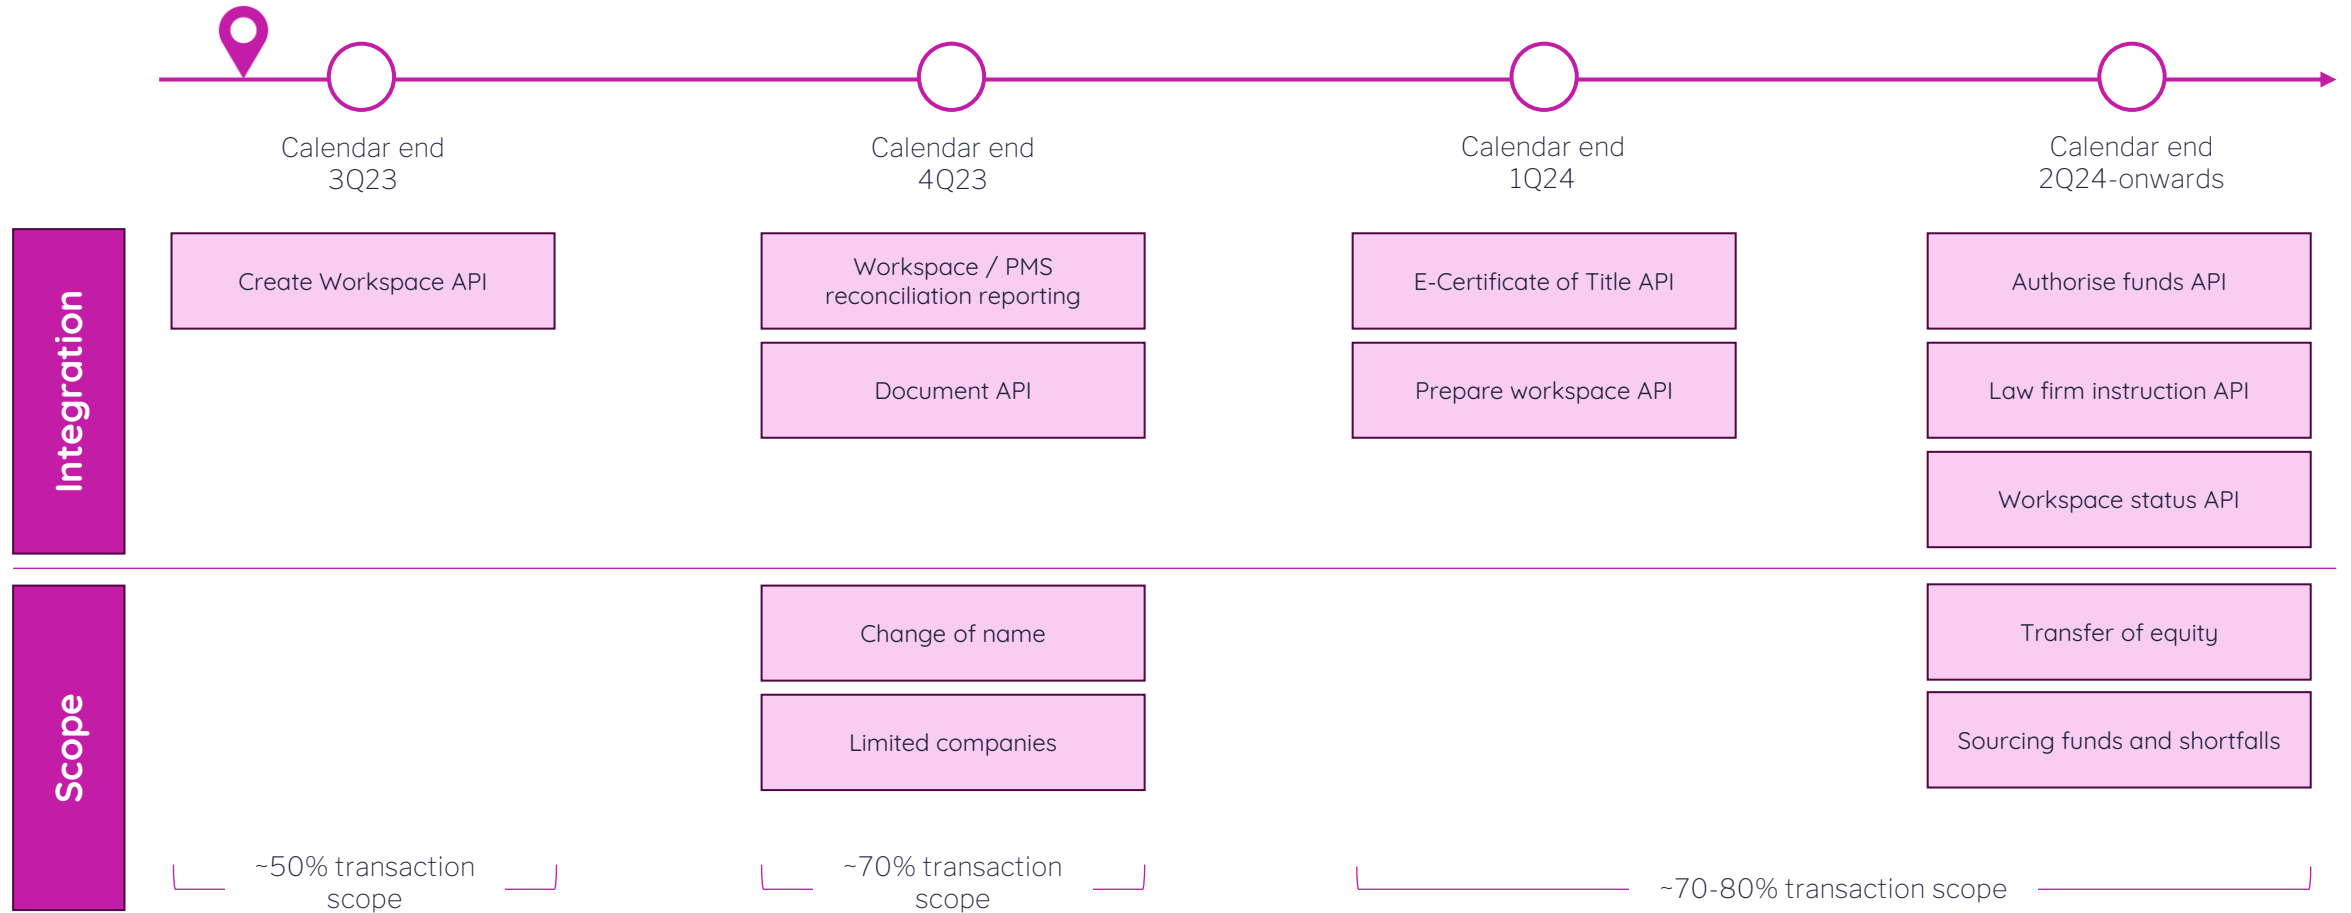 Calendar end
3Q23
Calendar end
4Q23
Calendar end
1Q24
Calendar end
2Q24-onwards
Integration
Create Workspace API
Workspace / PMS
reconciliation reporting
Document API
E-Certificate of Title API
Prepare workspace API
Authorise funds API
Law firm instruction API
Workspace status API
Scope
Change of name
Limited companies
Transfer of equity
Sourcing funds and shortfalls
~50% transaction
scope
~70% transaction
scope
~70-80% transaction scope